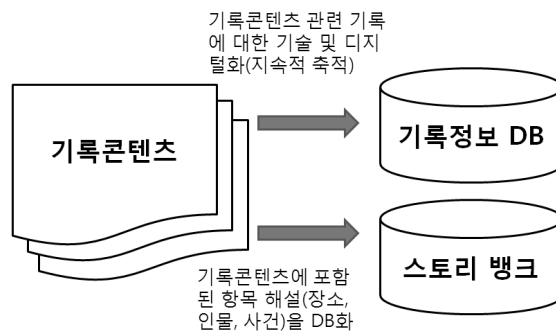 기록콘텐츠 관련 기록
에 대한 기술 및 디지
털화(지속적 축적)
기록콘텐츠
기록정보 DB
스토리 뱅크
기록콘텐츠에 포함
된 항목 해설(장소,
인물, 사건)을 DB화